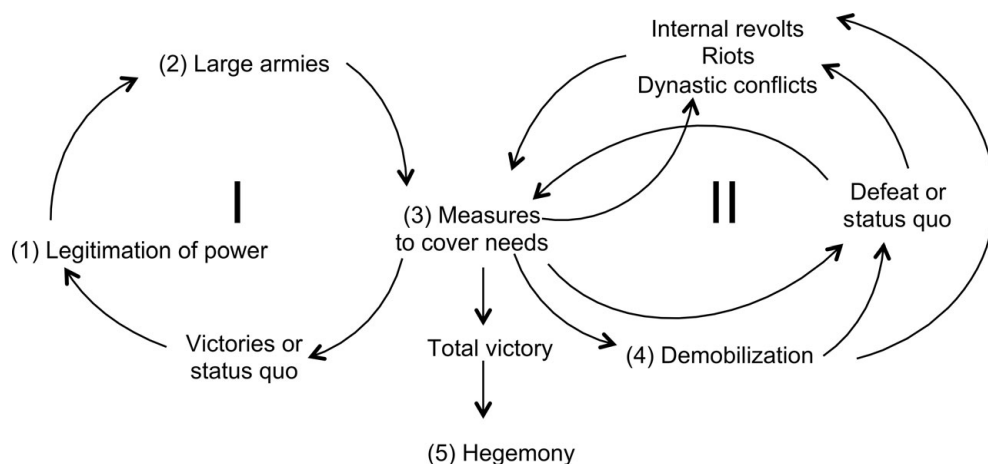 Internal revolts
Riots
Dynastic conflicts
(2) Large armies
I
II
Defeat or
status quo
(3) Measures
to cover needs
(1) Legitimation of power
Victories or
status quo
Total victory
(4) Demobilization
(5) Hegemony